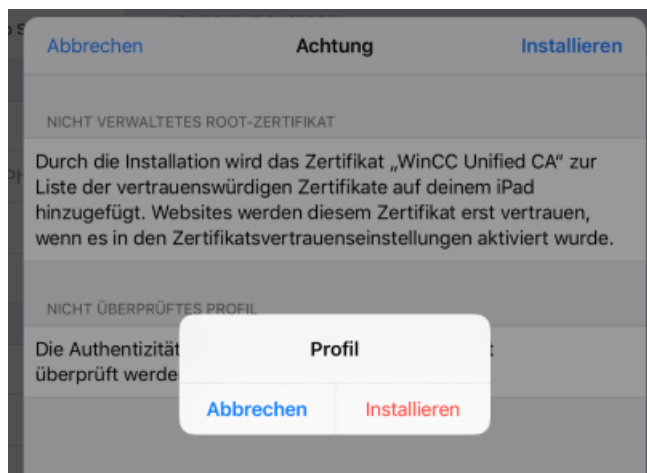 Abbrechen Achtung Installieren
NICHT VERWALTETES ROOT-ZERTIFIKAT
Durch die Installation wird das Zertifikat „WinCC Unified CA“ zur
Liste der vertrauenswürdigen Zertifikate auf deinem iPad
hinzugefügt. Websites werden diesem Zertifikat erst vertrauen,
wenn es in den Zertifikatsvertrauenseinstellungen aktiviert wurde.
NICHT ÜBERPRÜFTES PROFIL
Die Authentizität
überprüft werde
Profil
Abbrechen Installieren